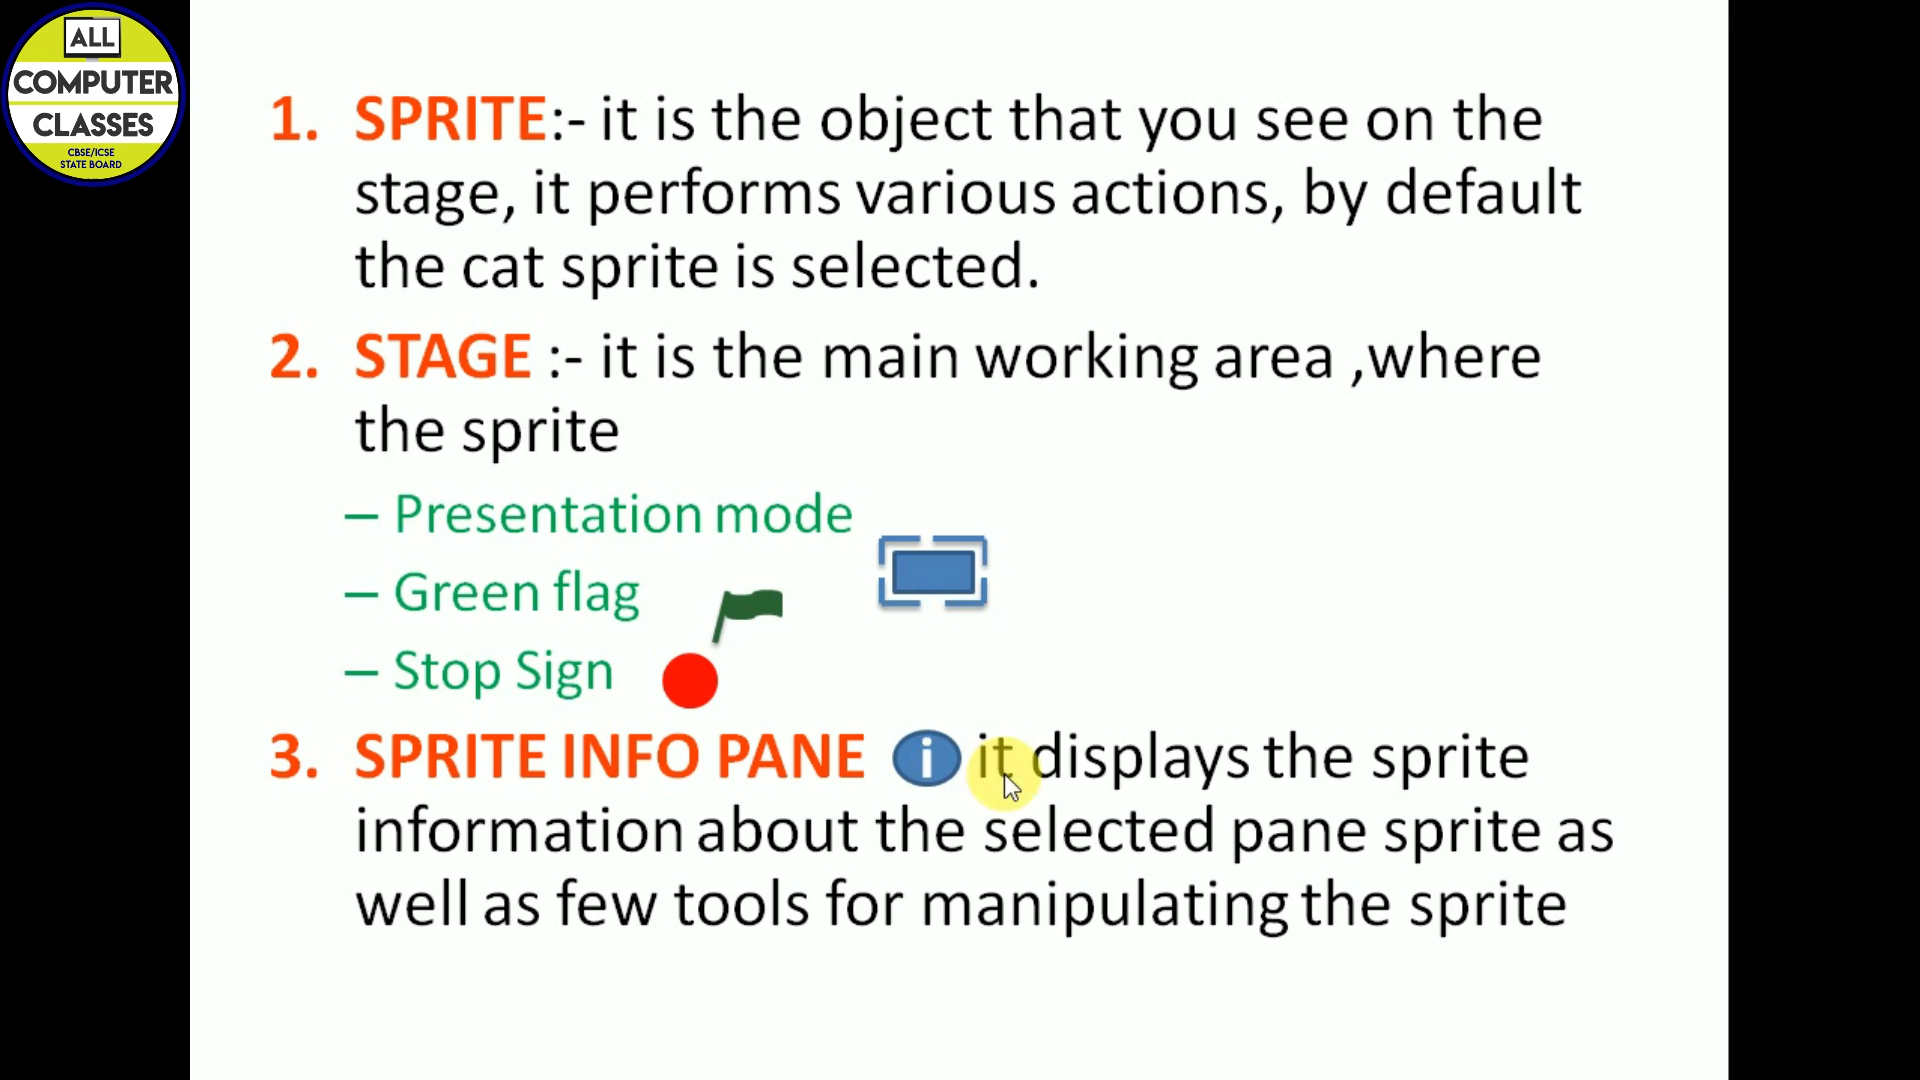 ALL
COMPUTER
CLASSES
CBSE/ICSE
STATE BOARD
1. SPRITE:- it is the object that you see on the
stage, it performs various actions, by default
the cat sprite is selected.
2. STAGE :- it is the main working area ,where
the sprite
– Presentation mode
– Green flag
– Stop Sign
3. SPRITE INFO PANE i it displays the sprite
information about the selected pane sprite as
well as few tools for manipulating the sprite